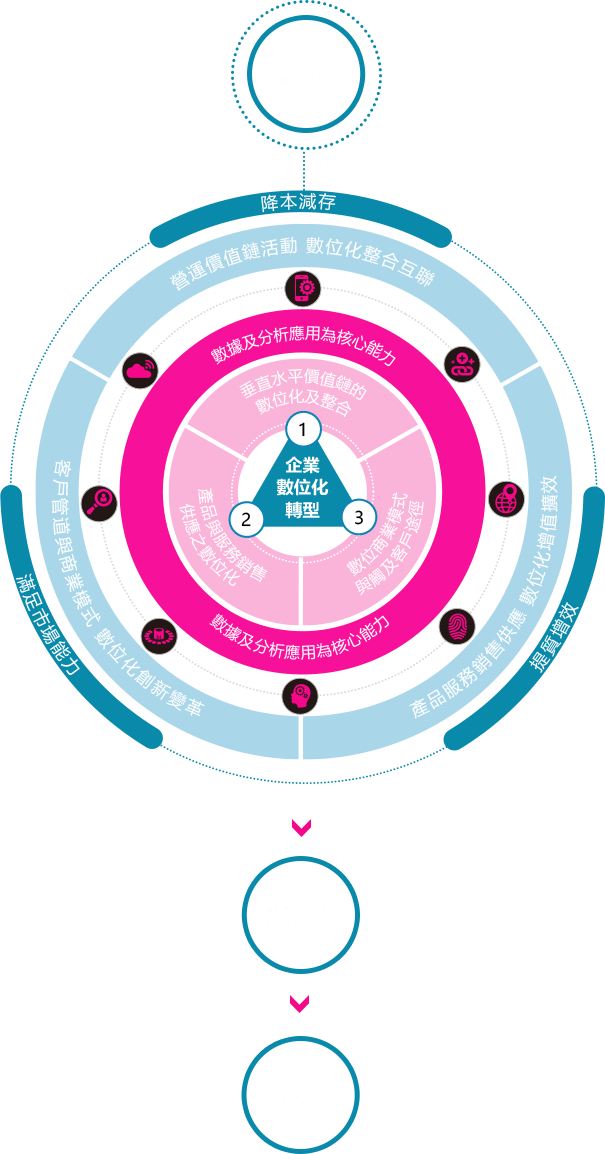 降本減存
營運價值鏈活動 數位化整合互聯
數據及分析應用為核心能力
垂直水平價值鏈的
數位化及整合
1
企業
數位化
轉型
2
3
產品與服務銷售
供應之數位化
數位商業模式
與觸及客戶途徑
客戶管道與商業模式 數位化創新變革
產品服務銷售供應 數位化增值擴效
滿足市場能力
提質增效
數據及分析應用為核心能力